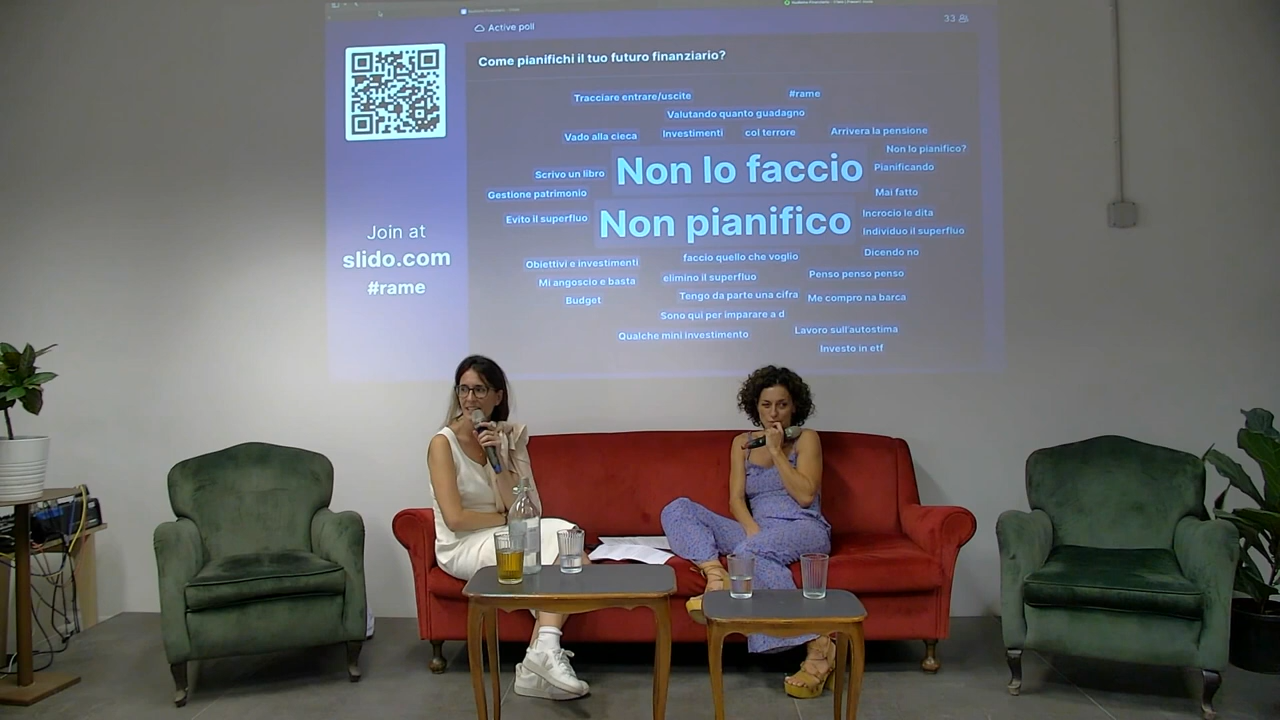 Active poll
33
Come pianifichi il tuo futuro finanziario?
Tracciare entrare/uscite
#rame
Valutando quanto guadagno
Vado alla cieca
Investimenti
col terrore
Arrivera la pensione
Non lo pianifico?
Non lo faccio
Pianificando
Scrivo un libro
Gestione patrimonio
Mai fatto
Evito il superfluo
Non pianifico
Incrocio le dita
Individuo il superfluo
Dicendo no
Obiettivi e investimenti
faccio quello che voglio
Mi angoscio e basta
elimino il superfluo
Penso penso penso
Budget
Tengo da parte una cifra
Me compro na barca
Sono qui per imparare a d
Qualche mini investimento
Lavoro sull'autostima
Investo in etf
Join at
slido.com
#rame